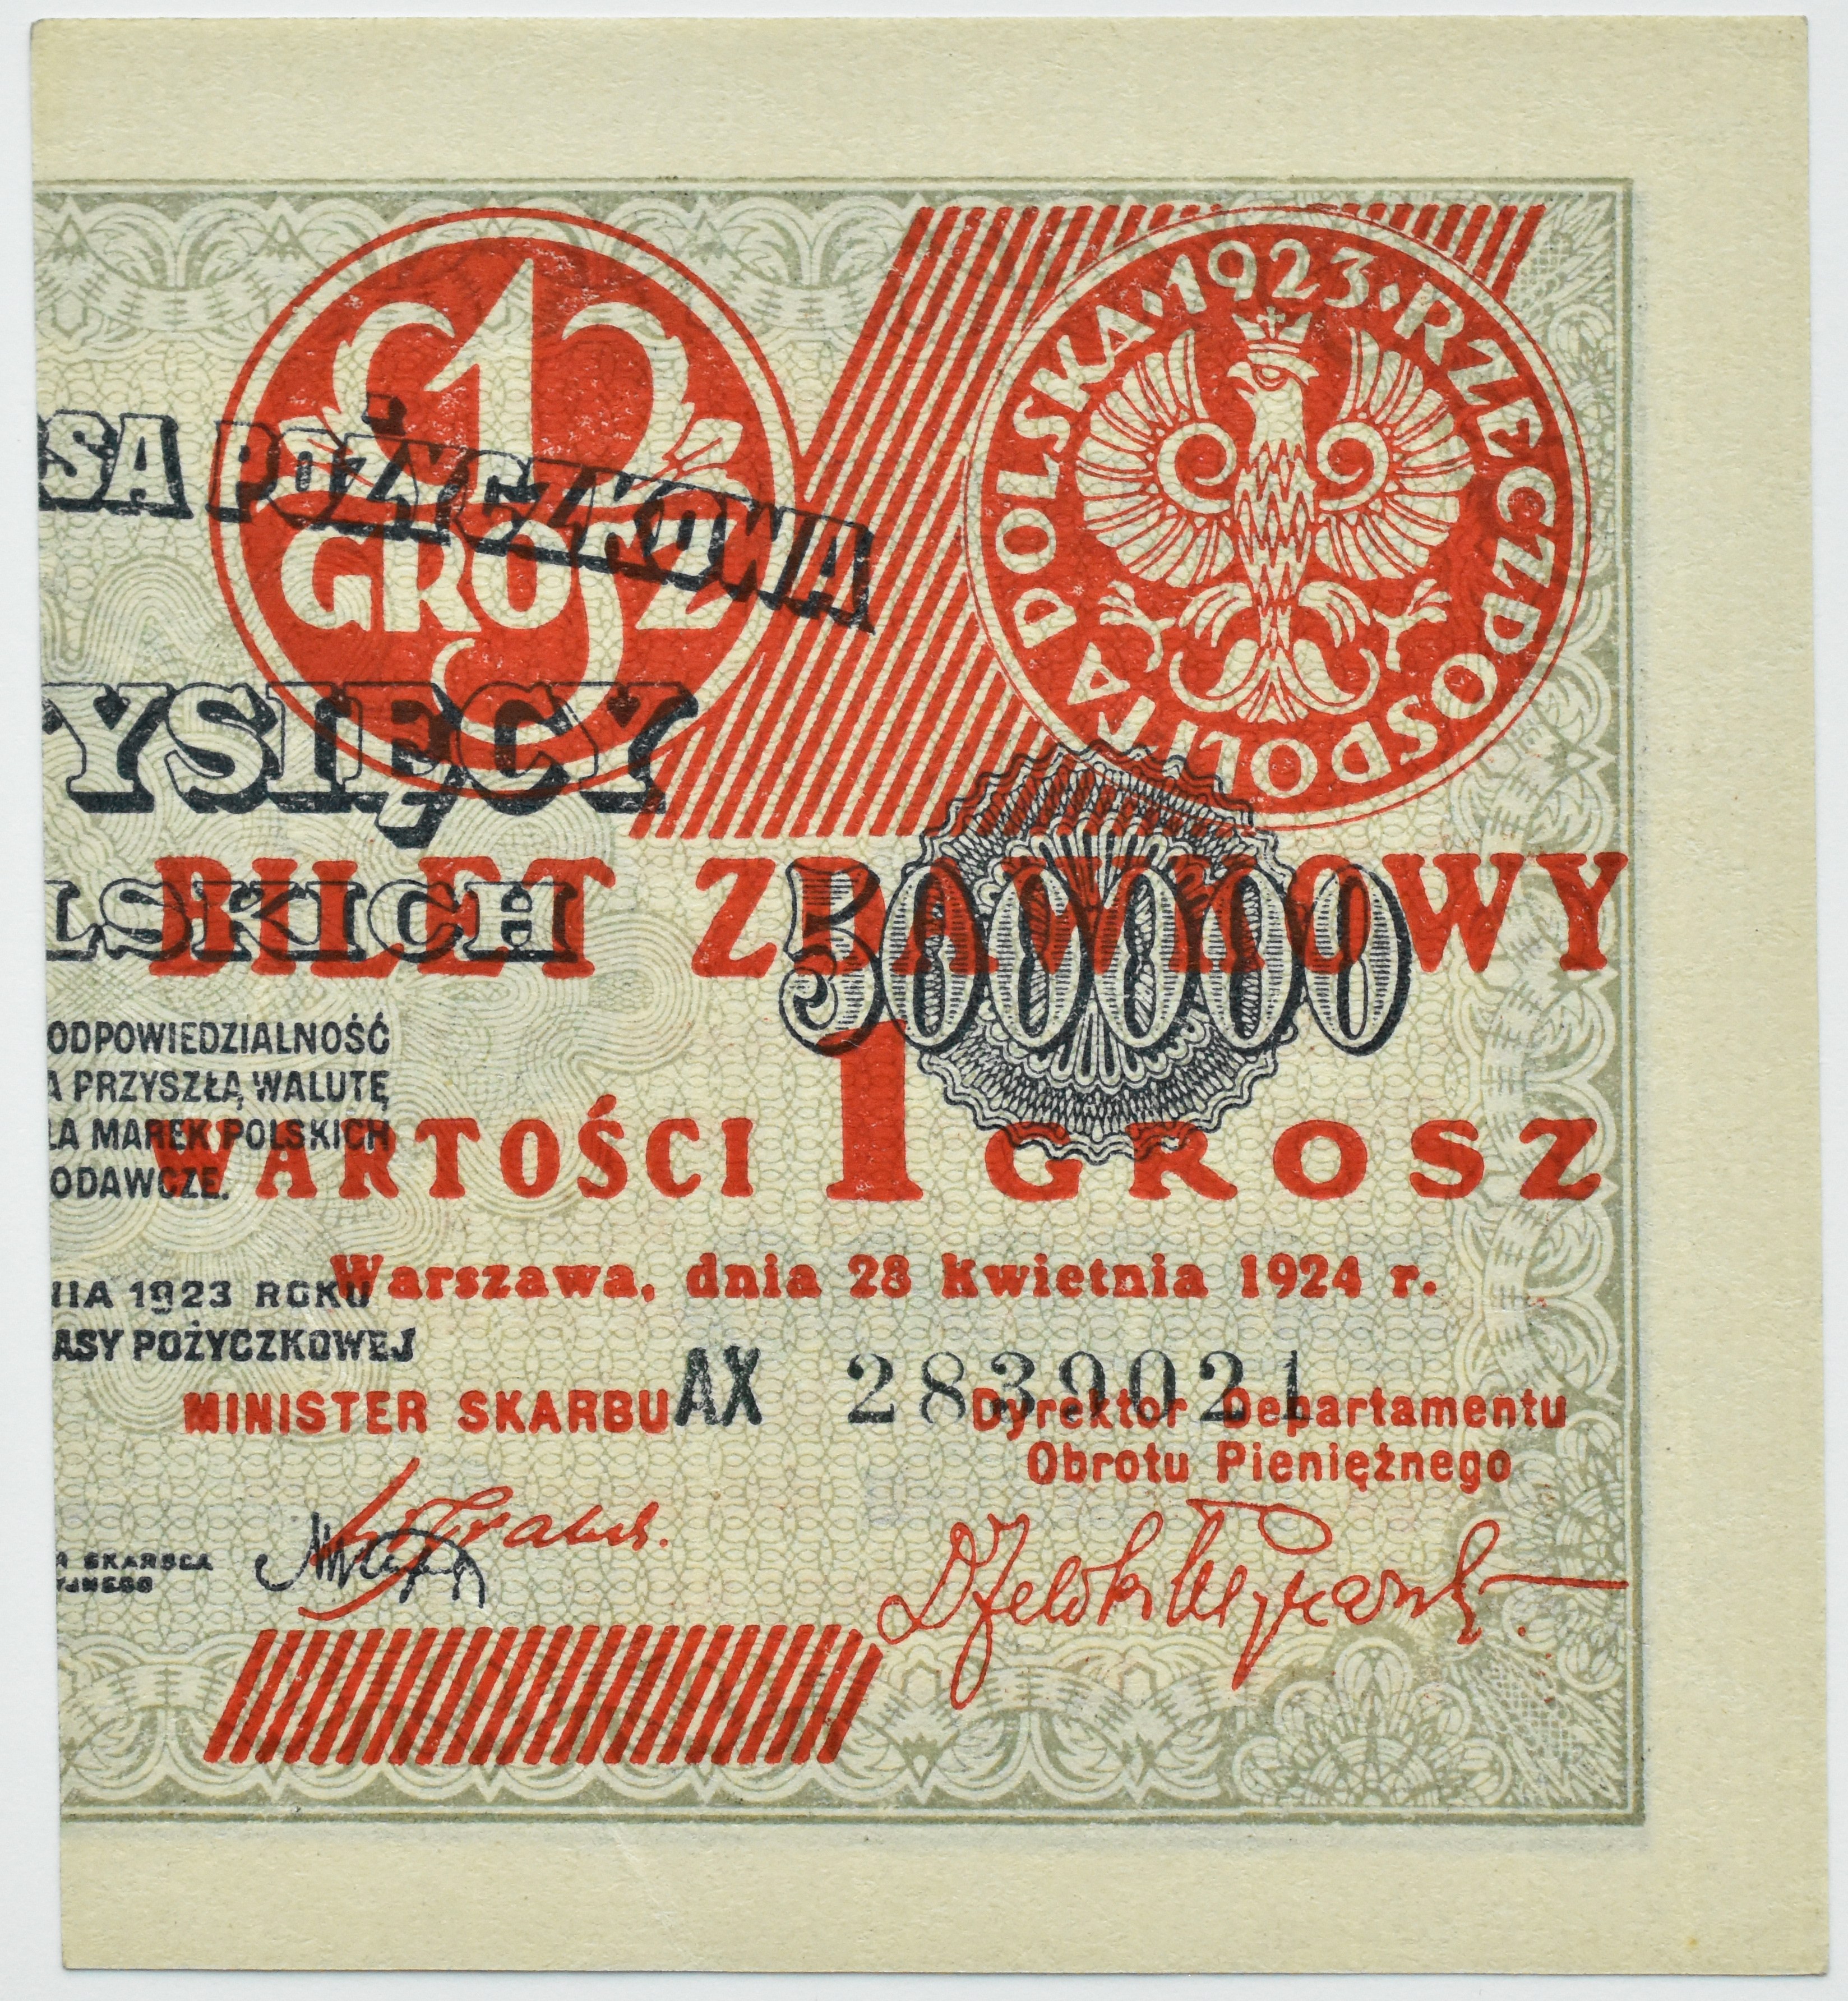 1
GROSZ
POLSKA · 1923 · RZECZPOSPOLITA
SA POŻYCZKOWA
YSIĘCY
LSKICH
BILET ZDAWKOWY
500000
ODPOWIEDZIALNOŚĆ
A PRZYSZŁĄ WALUTĘ
ŁA MAREK POLSKICH
ODAWCZE.
WARTOŚCI 1 GROSZ
Warszawa, dnia 28 kwietnia 1924 r.
NIA 1923 ROKU
ASY POŻYCZKOWEJ
AX 2839021
MINISTER SKARBU
Dyrektor Departamentu
Obrotu Pieniężnego